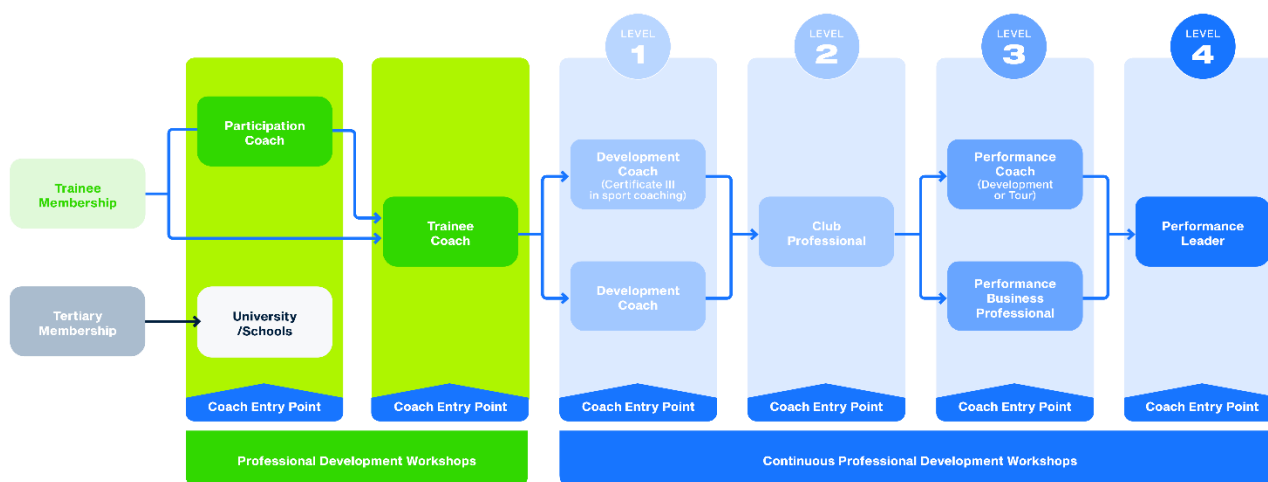 LEVEL
1
LEVEL
2
LEVEL
3
LEVEL
4
Participation
Coach
Trainee
Membership
Trainee
Coach
Development
Coach
(Certificate III
in sport coaching)
Club
Professional
Performance
Coach
(Development
or Tour)
Performance
Leader
Tertiary
Membership
University
/Schools
Development
Coach
Performance
Business
Professional
Coach Entry Point
Coach Entry Point
Coach Entry Point
Coach Entry Point
Coach Entry Point
Coach Entry Point
Professional Development Workshops
Continuous Professional Development Workshops